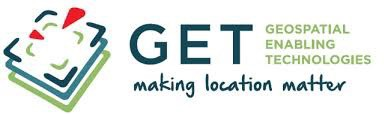 GET
GEOSPATIAL
ENABLING
TECHNOLOGIES
making location matter